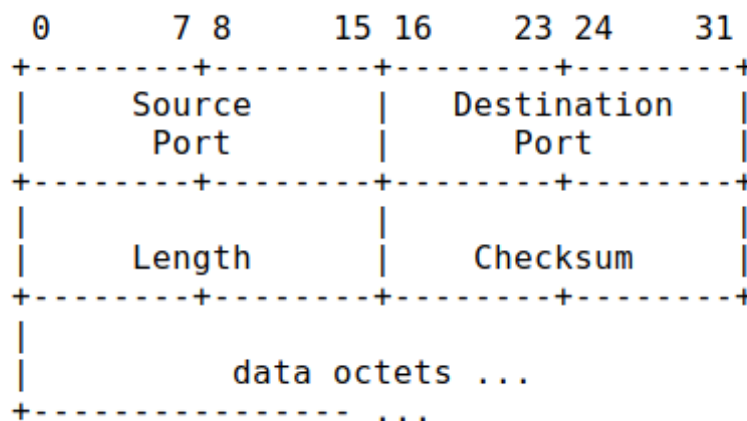 0      7 8     15 16    23 24    31
+--------+--------+--------+--------+
|     Source      |   Destination   |
|      Port       |      Port       |
+--------+--------+--------+--------+
|                 |                 |
|     Length      |    Checksum     |
+--------+--------+--------+--------+
|
|          data octets ...
+---------------- ...